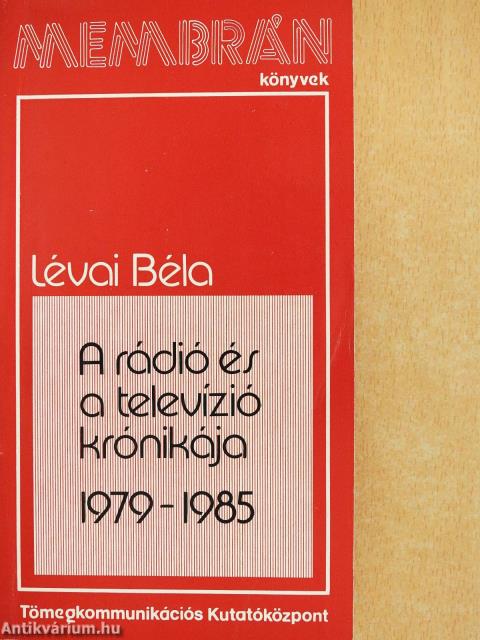 MEMBRÁN
könyvek
Lévai Béla
A rádió és
a televízió
krónikája
1979-1985
Tömegkommunikációs Kutatóközpont
Antikvárium.hu